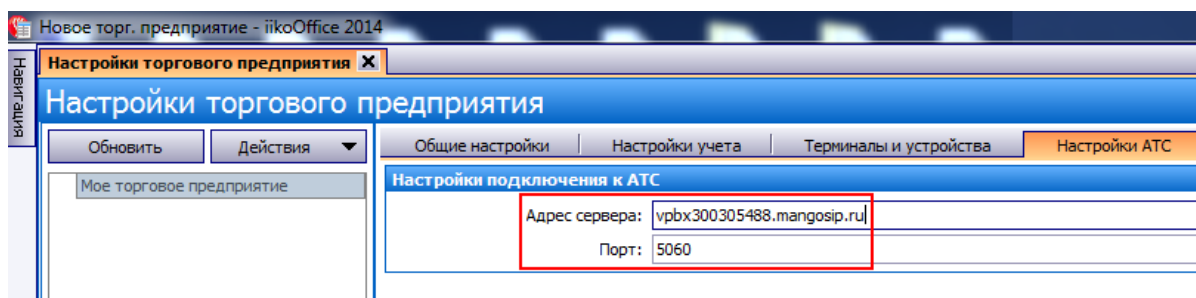 Новое торг. предприятие - iikoOffice 2014
Навигация
Настройки торгового предприятия X
Настройки торгового предприятия
Обновить Действия
Общие настройки Настройки учета Терминалы и устройства Настройки АТС
Мое торговое предприятие
Настройки подключения к АТС
Адрес сервера: vpbx300305488.mangosip.ru
Порт: 5060